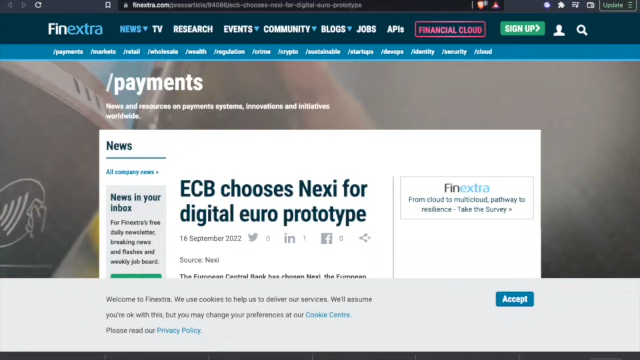 finextra.com/pressarticle/94086/ecb-chooses-nexi-for-digital-euro-prototype
Update
Finextra
NEWS TV RESEARCH EVENTS COMMUNITY BLOGS JOBS APIs FINANCIAL CLOUD SIGN UP
/payments /markets /retail /wholesale /wealth /regulation /crime /crypto /sustainable /startups /devops /identity /security /cloud
/payments
News and resources on payments systems, innovations and initiatives
worldwide.
News
All company news »
News in your
inbox
For Finextra's free
daily newsletter,
breaking news
and flashes and
weekly job board.
ECB chooses Nexi for
digital euro prototype
16 September 2022 0 1 0
Source: Nexi
The European Central Bank has chosen Nexi, the European
Finextra
From cloud to multicloud, pathway to
resilience - Take the Survey >
Welcome to Finextra. We use cookies to help us to deliver our services. We'll assume
you're ok with this, but you may change your preferences at our Cookie Centre.
Please read our Privacy Policy.
Accept